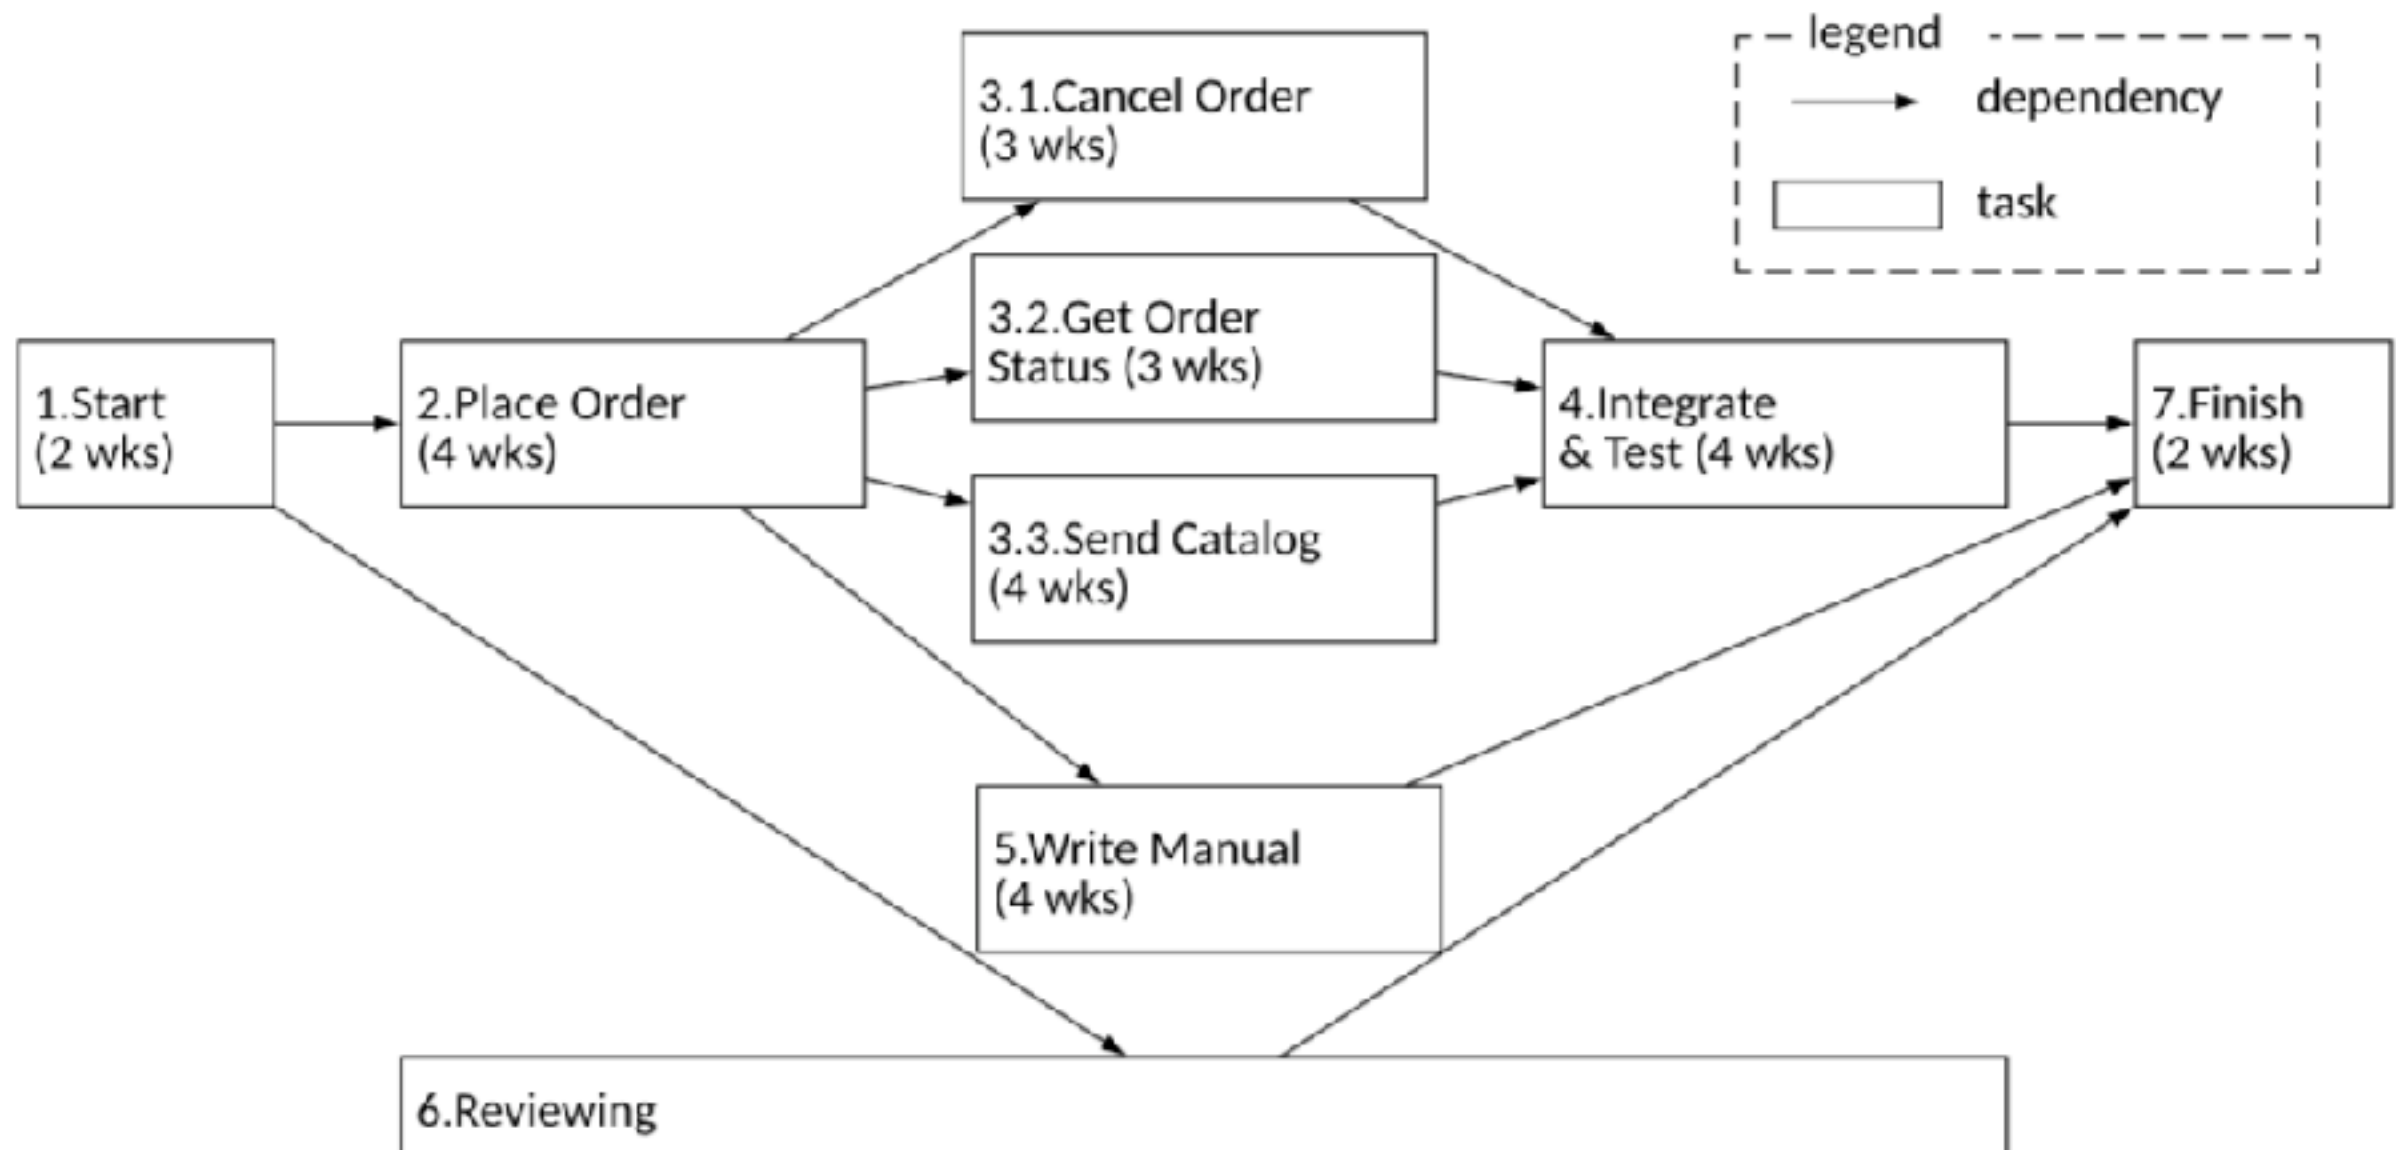 legend
dependency
task
3.1.Cancel Order
(3 wks)
3.2.Get Order
Status (3 wks)
1.Start
(2 wks)
2.Place Order
(4 wks)
4.Integrate
& Test (4 wks)
7.Finish
(2 wks)
3.3.Send Catalog
(4 wks)
5.Write Manual
(4 wks)
6.Reviewing